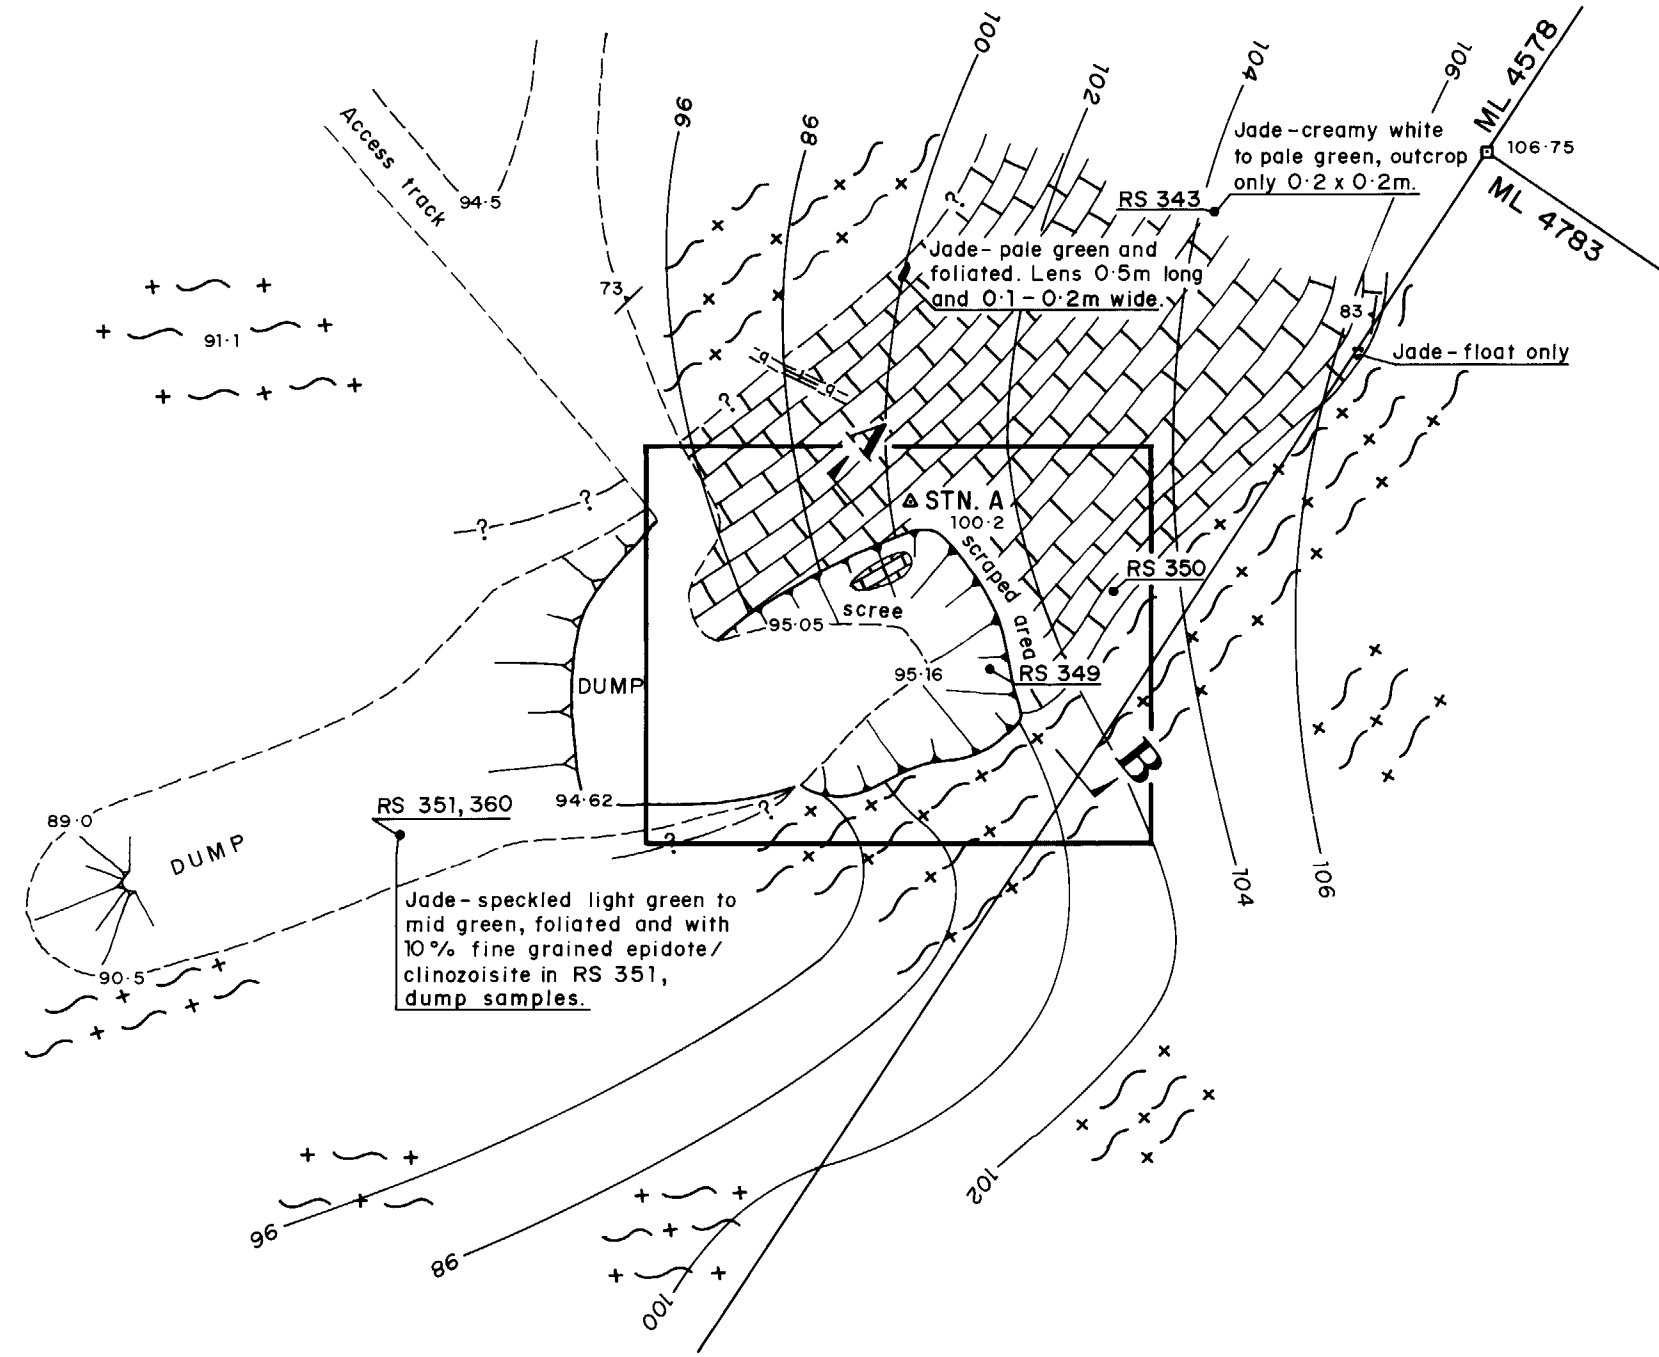 100
102
104
106
ML 4578
106·75
ML 4783
96
98
Access track
94·5
Jade-creamy white
to pale green, outcrop
only 0·2 x 0·2m.
RS 343
?
Jade- pale green and
foliated. Lens 0·5m long
and 0·1-0·2m wide.
73
83
Jade-float only
91·1
q
q
?
A
STN. A
100·2
scraped area
?
?
RS 350
scree
95·05
95·16
RS 349
DUMP
B
94·62
?
?
RS 351, 360
89·0
DUMP
Jade-speckled light green to
mid green, foliated and with
10% fine grained epidote/
clinozoisite in RS 351,
dump samples.
90·5
104
106
96
98
100
102